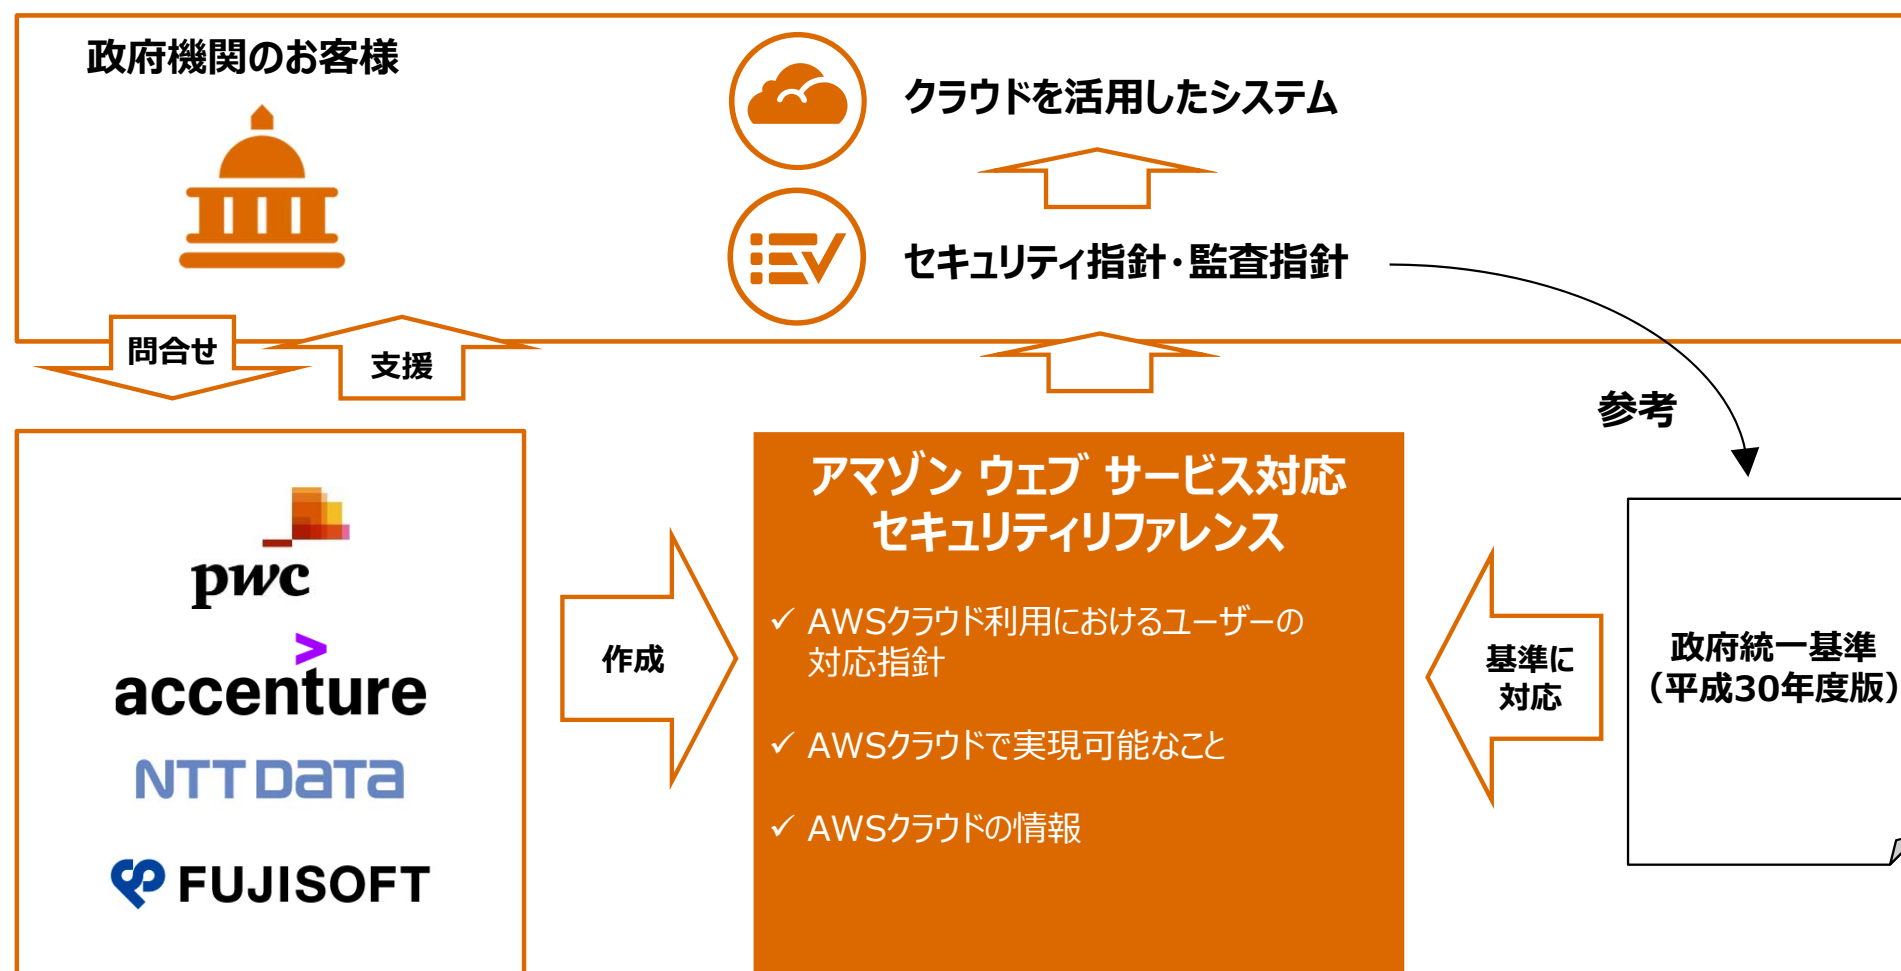 政府機関のお客様
クラウドを活用したシステム
セキュリティ指針・監査指針
問合せ
支援
参考
pwc
accenture
NTT DATA
FUJISOFT
作成
アマゾン ウェブ サービス対応
セキュリティリファレンス
✓ AWSクラウド利用におけるユーザーの
対応指針
✓ AWSクラウドで実現可能なこと
✓ AWSクラウドの情報
基準に
対応
政府統一基準
（平成30年度版）